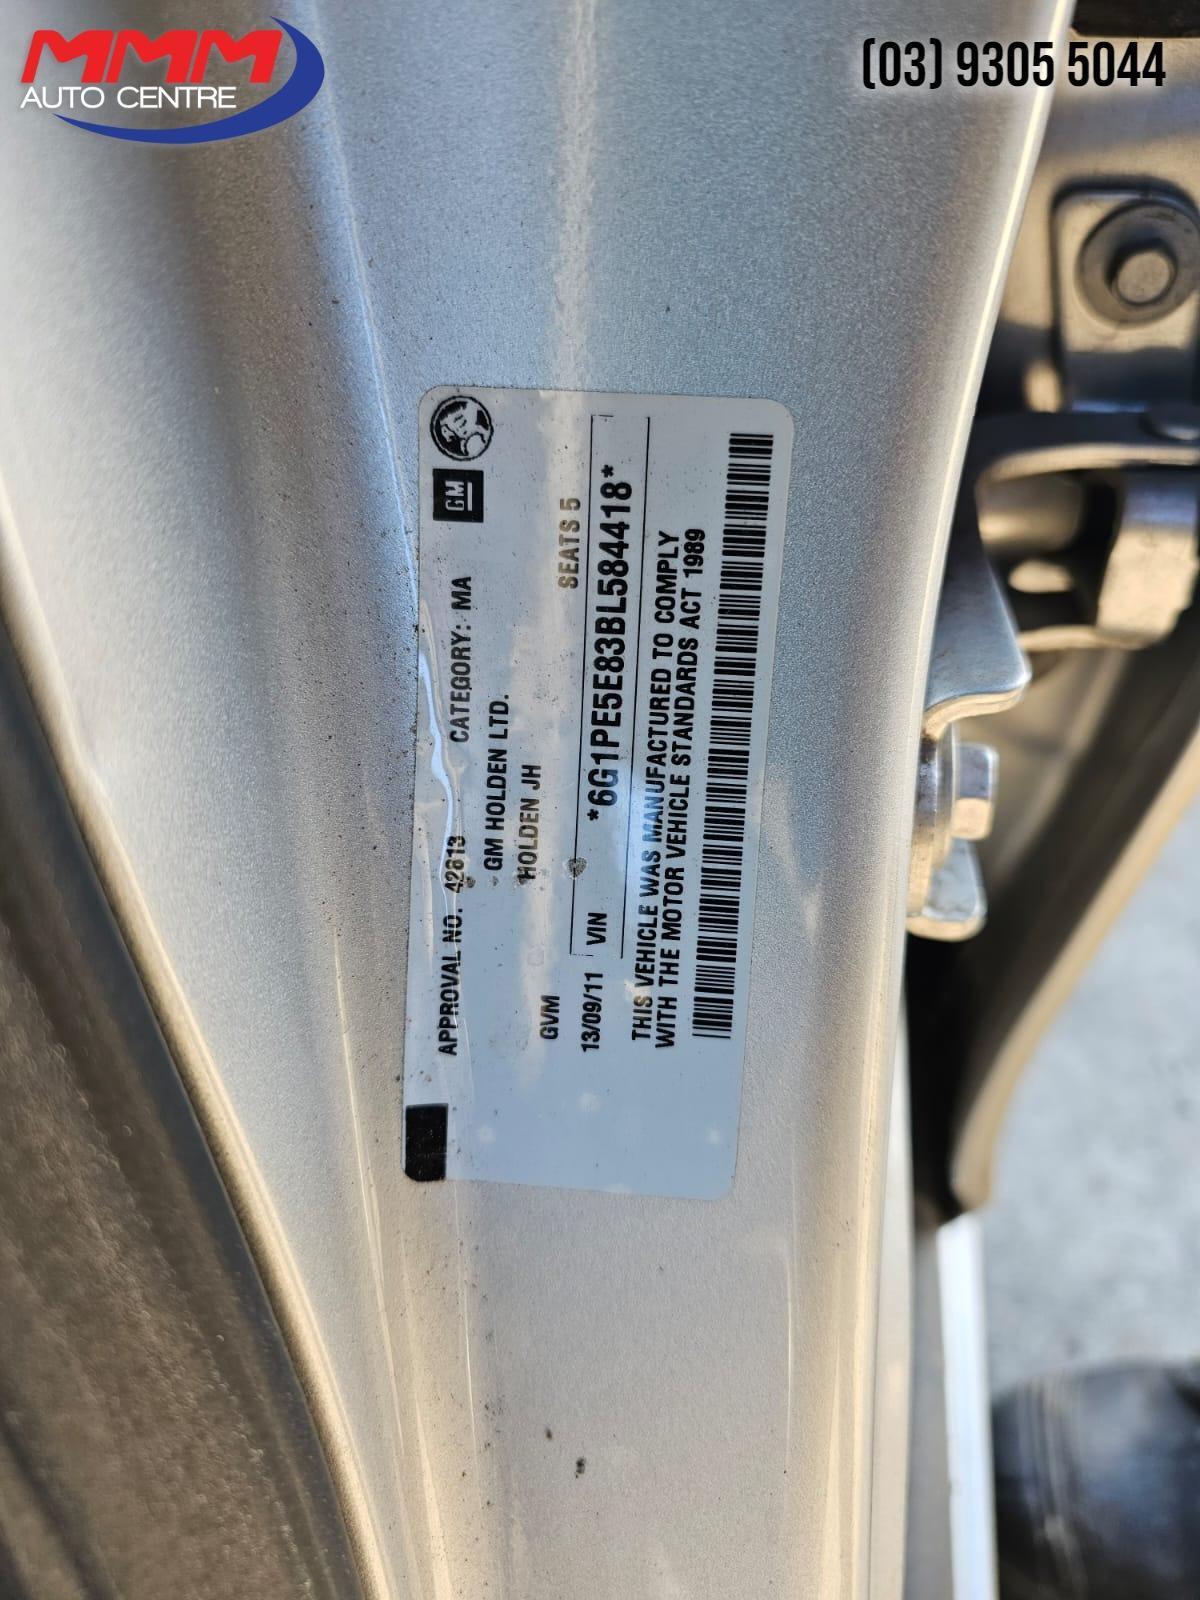 MMM
AUTO CENTRE
(03) 9305 5044
GM
APPROVAL NO. 42613 CATEGORY: MA
GM HOLDEN LTD.
HOLDEN JH
GVM SEATS 5
13/09/11 VIN *6G1PE5E83BL584418*
THIS VEHICLE WAS MANUFACTURED TO COMPLY
WITH THE MOTOR VEHICLE STANDARDS ACT 1989